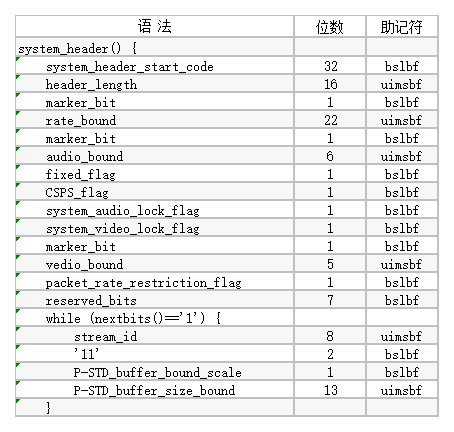 语 法 位数 助记符
system_header() {
system_header_start_code 32 bslbf
header_length 16 uimsbf
marker_bit 1 bslbf
rate_bound 22 uimsbf
marker_bit 1 bslbf
audio_bound 6 uimsbf
fixed_flag 1 bslbf
CSPS_flag 1 bslbf
system_audio_lock_flag 1 bslbf
system_video_lock_flag 1 bslbf
marker_bit 1 bslbf
vedio_bound 5 uimsbf
packet_rate_restriction_flag 1 bslbf
reserved_bits 7 bslbf
while (nextbits()=='1') {
stream_id 8 uimsbf
'11' 2 bslbf
P-STD_buffer_bound_scale 1 bslbf
P-STD_buffer_size_bound 13 uimsbf
}